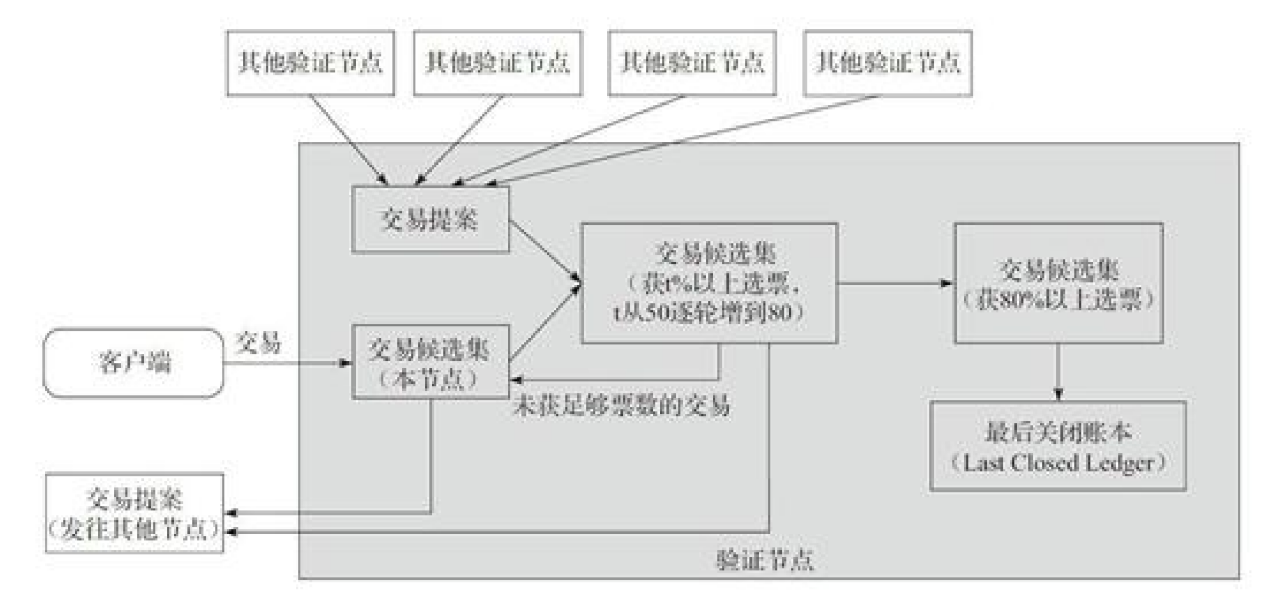 其他验证节点
其他验证节点
其他验证节点
其他验证节点
交易提案
交易候选集
（获t%以上选票，
t从50逐轮增到80）
交易候选集
（获80%以上选票）
客户端
交易
交易候选集
（本节点）
未获足够票数的交易
最后关闭账本
（Last Closed Ledger）
交易提案
（发往其他节点）
验证节点